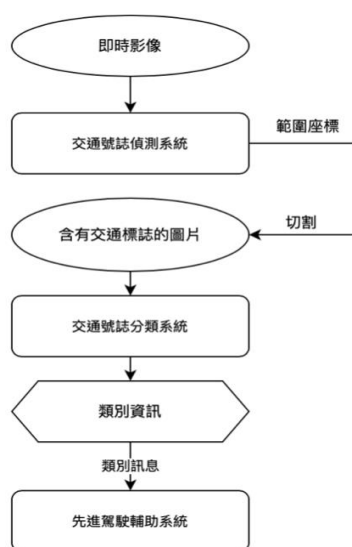 即時影像
交通號誌偵測系統
範圍座標
切割
含有交通標誌的圖片
交通號誌分類系統
類別資訊
類別訊息
先進駕駛輔助系統